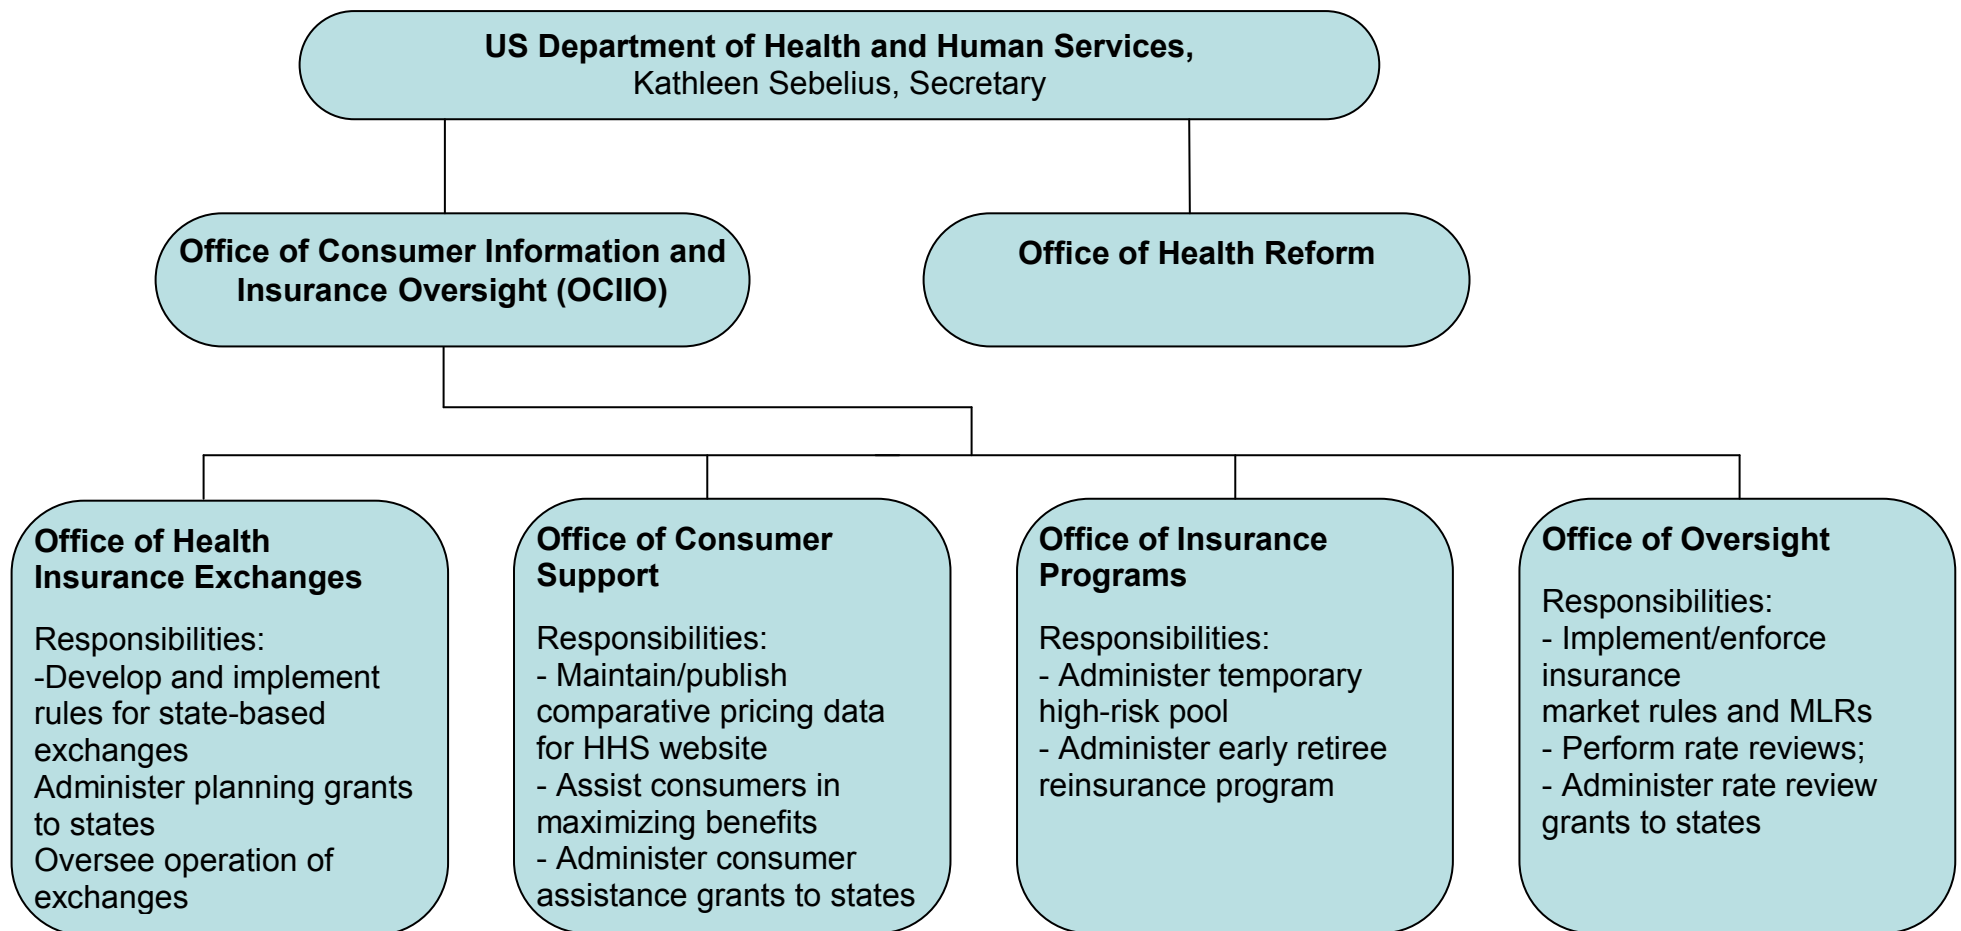 US Department of Health and Human Services,
Kathleen Sebelius, Secretary
Office of Consumer Information and
Insurance Oversight (OCIIO)
Office of Health Reform
Office of Health
Insurance Exchanges
Responsibilities:
-Develop and implement
rules for state-based
exchanges
Administer planning grants
to states
Oversee operation of
exchanges
Office of Consumer
Support
Responsibilities:
- Maintain/publish
comparative pricing data
for HHS website
- Assist consumers in
maximizing benefits
- Administer consumer
assistance grants to states
Office of Insurance
Programs
Responsibilities:
- Administer temporary
high-risk pool
- Administer early retiree
reinsurance program
Office of Oversight
Responsibilities:
- Implement/enforce
insurance
market rules and MLRs
- Perform rate reviews;
- Administer rate review
grants to states